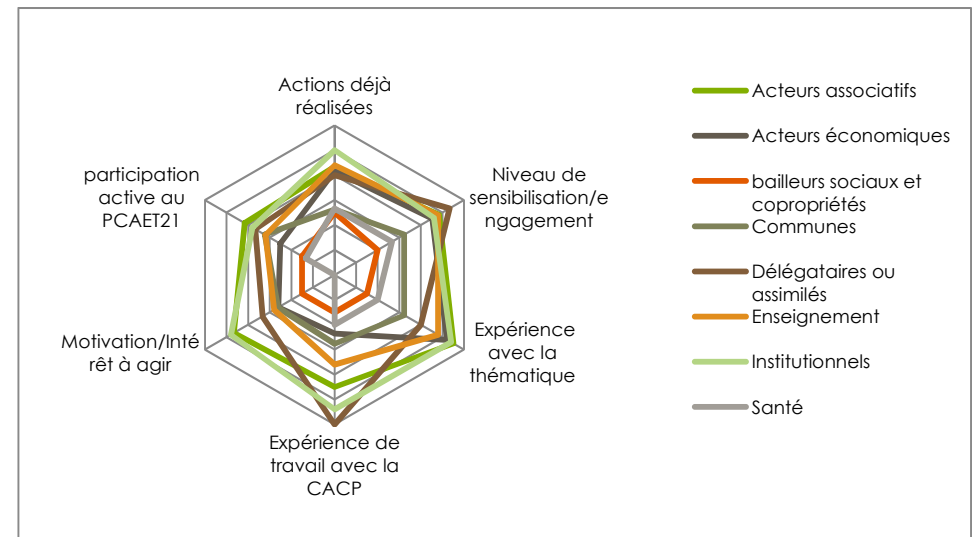 Actions déjà
réalisées
Niveau de
sensibilisation/e
ngagement
Expérience
avec la
thématique
Expérience de
travail avec la
CACP
Motivation/Inté
rêt à agir
participation
active au
PCAET21
Acteurs associatifs
Acteurs économiques
bailleurs sociaux et
copropriétés
Communes
Délégataires ou
assimilés
Enseignement
Institutionnels
Santé